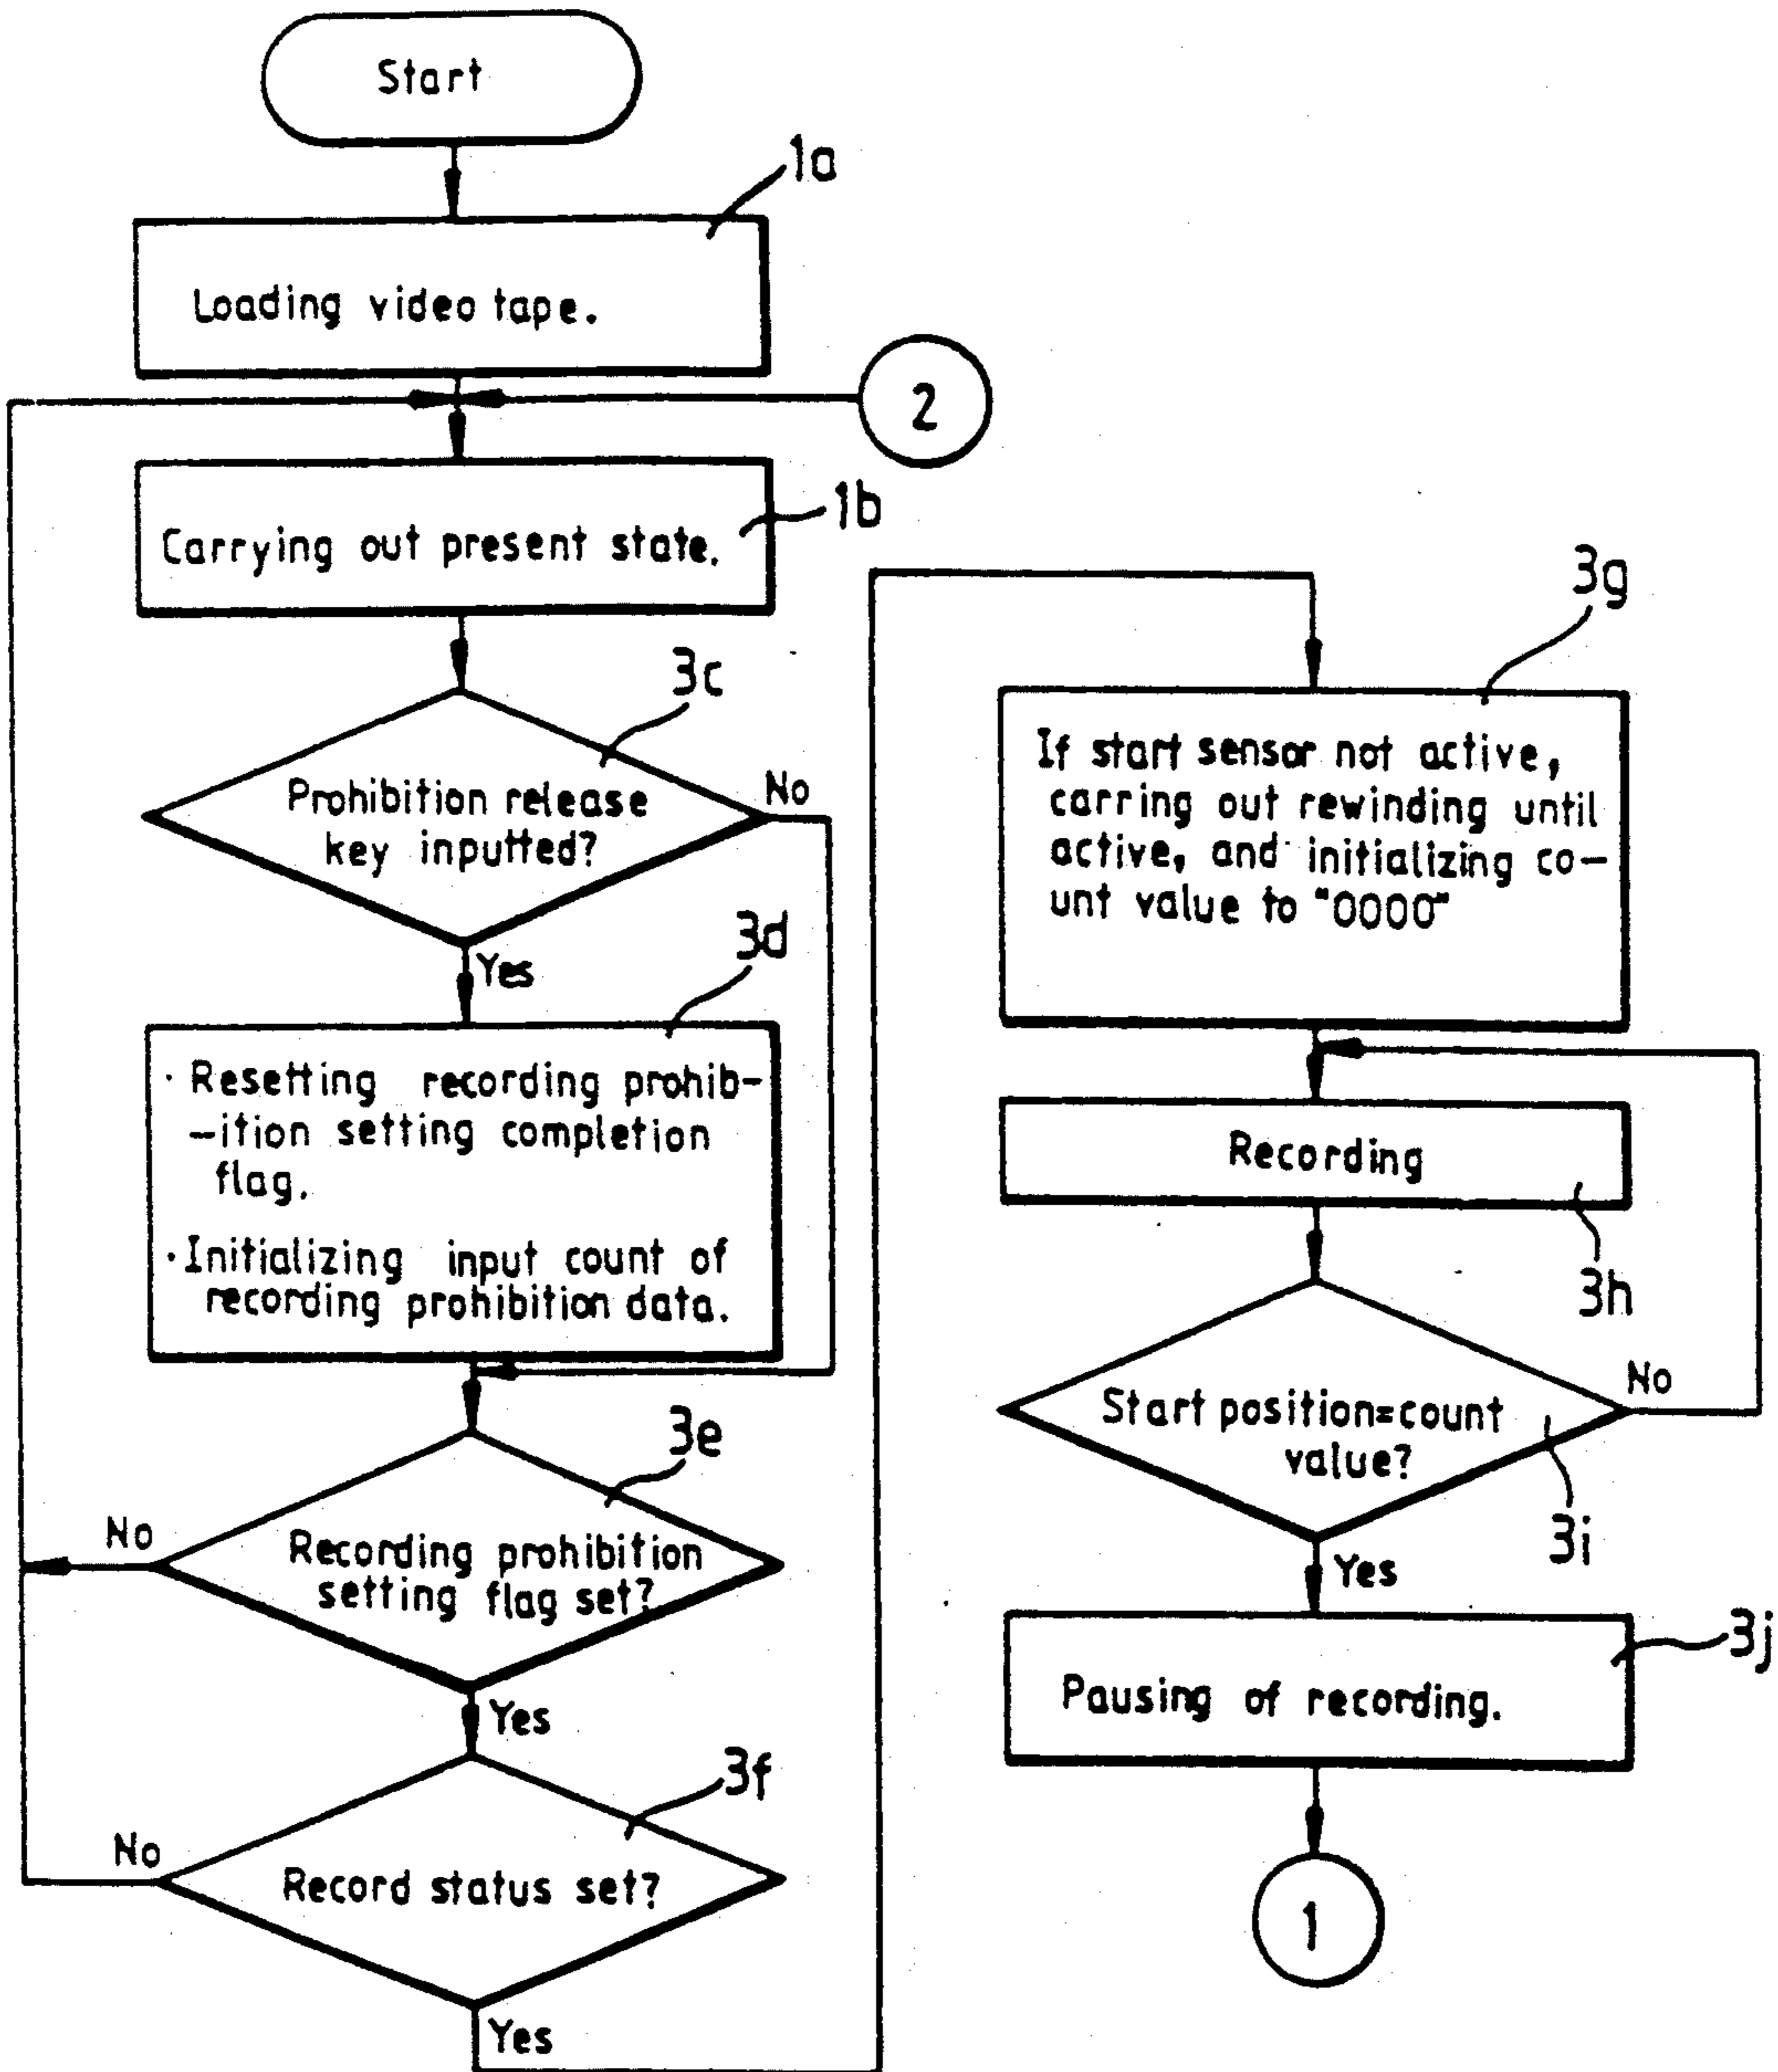 Start
1a
Loading video tape.
2
1b
Carrying out present state.
3c
Prohibition release
key inputted?
No
Yes
3d
· Resetting recording prohib-
-ition setting completion
flag.
· Initializing input count of
recording prohibition data.
3e
Recording prohibition
setting flag set?
No
Yes
3f
Record status set?
No
Yes
3g
If start sensor not active,
carring out rewinding until
active, and initializing co-
unt value to "0000"
Recording
3h
Start position=count
value?
No
3i
Yes
3j
Pausing of recording.
1